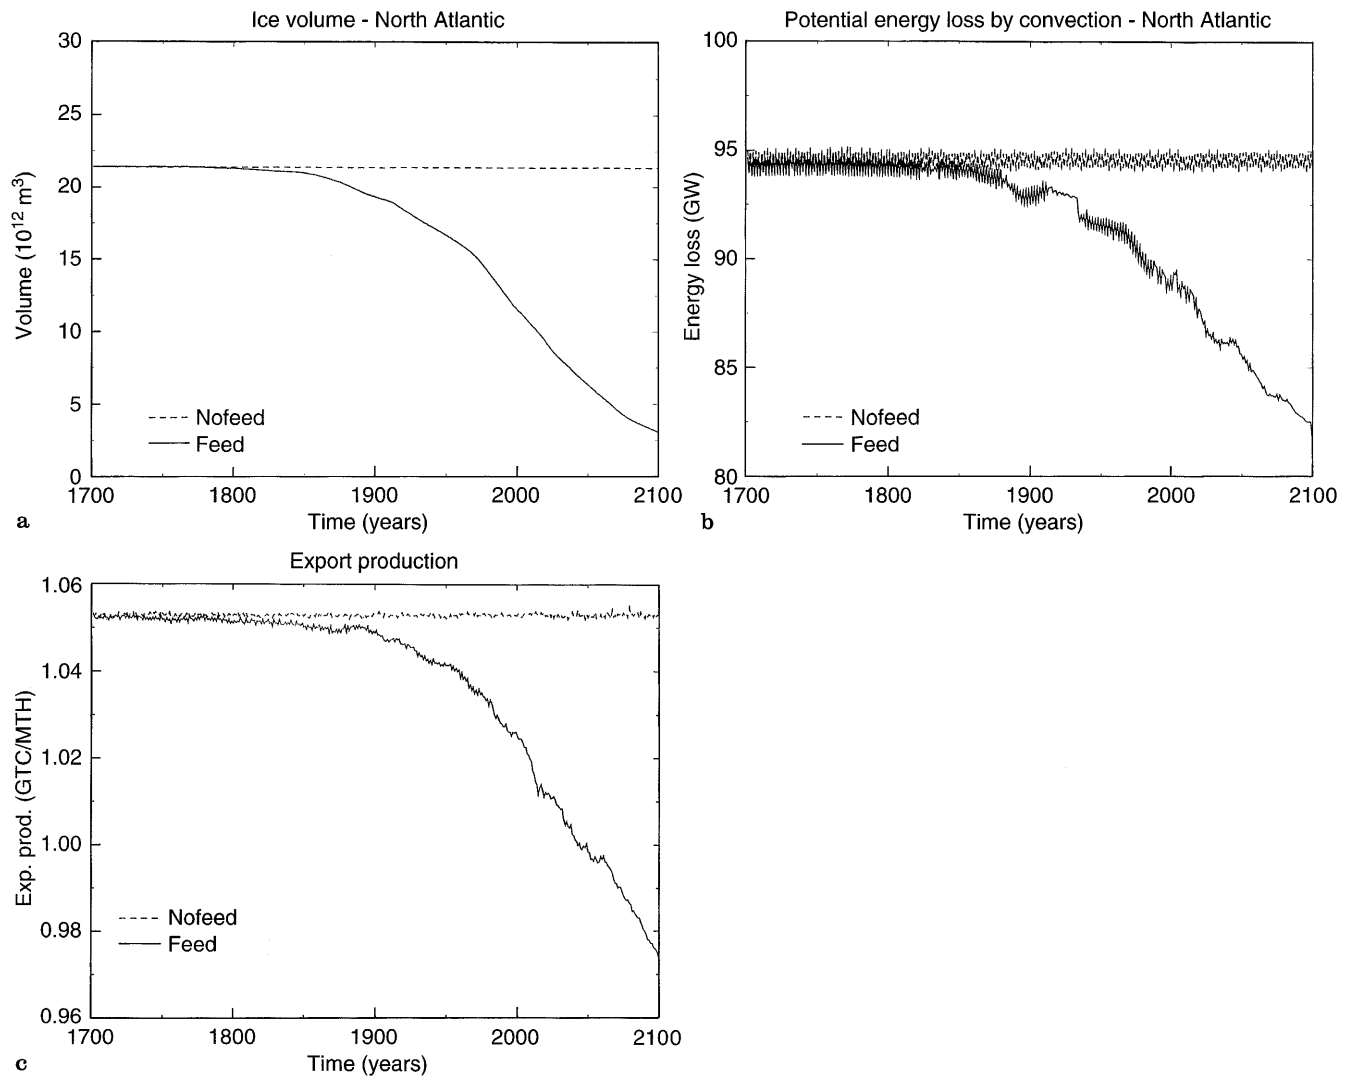 Ice volume - North Atlantic
30
25
20
15
10
5
0
Volume (10^12 m^3)
Nofeed
Feed
1700 1800 1900 2000 2100
Time (years)
a
Potential energy loss by convection - North Atlantic
100
95
90
85
80
Energy loss (GW)
Nofeed
Feed
1700 1800 1900 2000 2100
Time (years)
b
Export production
1.06
1.04
1.02
1.00
0.98
0.96
Exp. prod. (GTC/MTH)
Nofeed
Feed
1700 1800 1900 2000 2100
Time (years)
c